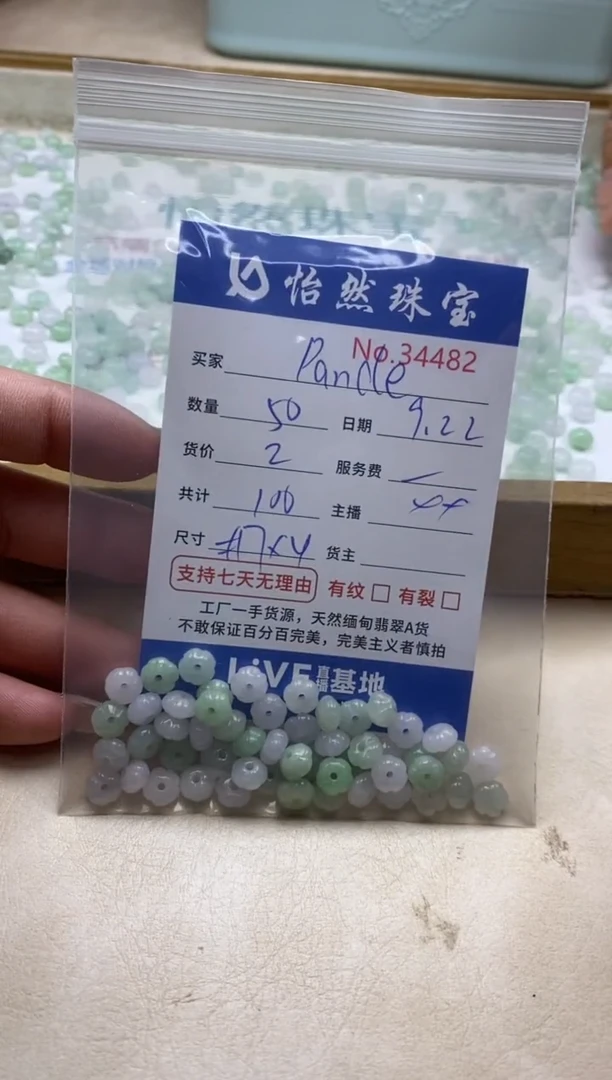 怡然珠宝
No.34482
买家 Pandle
数量 50 日期 9.22
货价 2 服务费
共计 100 主播
尺寸 #7x4 货主
支持七天无理由 有纹 有裂
工厂一手货源，天然缅甸翡翠A货
不敢保证百分百完美，完美主义者慎拍
LiVE直播基地